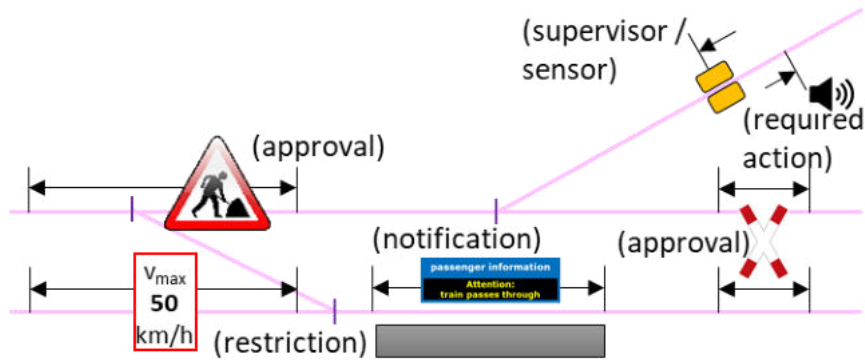 (supervisor /
sensor)
(required
action)
(approval)
(notification)
(approval)
passenger information
Attention:
train passes through
vmax
50
km/h
(restriction)